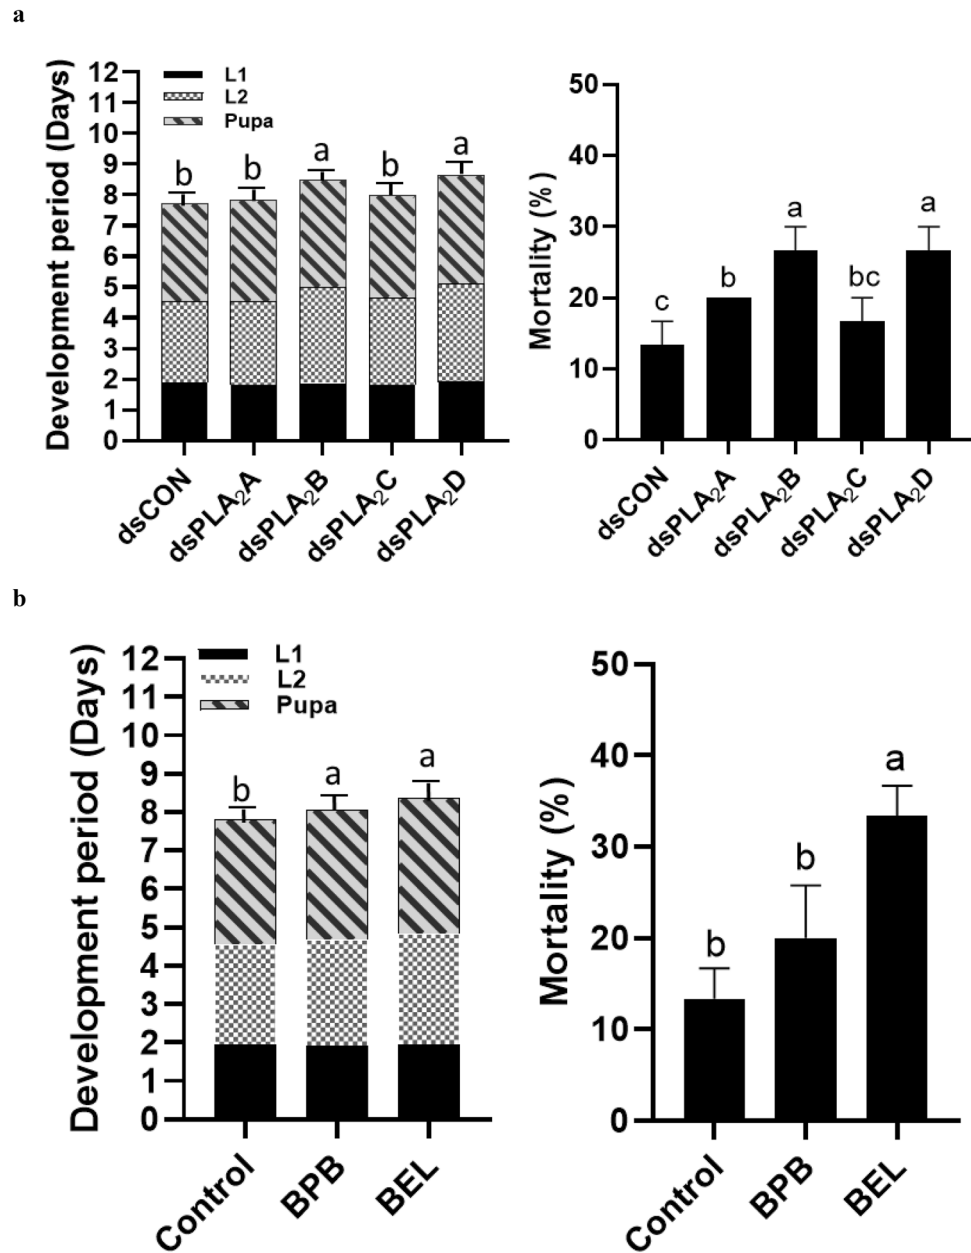 a
Development period (Days)
12
11
10
9
8
7
6
5
4
3
2
1
0
L1
L2
Pupa
b
b
a
b
a
dsCON
dsPLA₂A
dsPLA₂B
dsPLA₂C
dsPLA₂D
Mortality (%)
50
40
30
20
10
0
c
b
a
bc
a
dsCON
dsPLA₂A
dsPLA₂B
dsPLA₂C
dsPLA₂D
b
Development period (Days)
12
11
10
9
8
7
6
5
4
3
2
1
0
L1
L2
Pupa
b
a
a
Control
BPB
BEL
Mortality (%)
50
40
30
20
10
0
b
b
a
Control
BPB
BEL